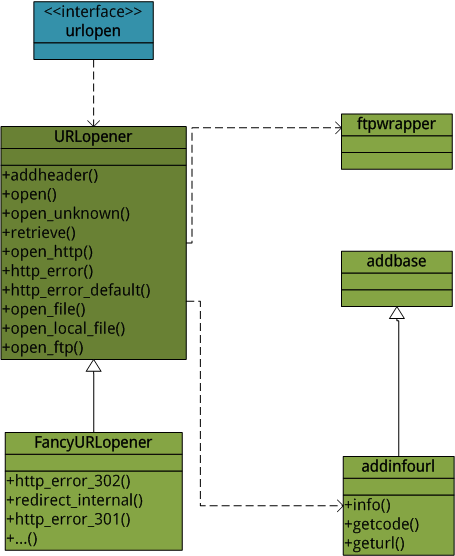 <<interface>>
urlopen
URLopener
+addheader()
+open()
+open_unknown()
+retrieve()
+open_http()
+http_error()
+http_error_default()
+open_file()
+open_local_file()
+open_ftp()
ftpwrapper
addbase
FancyURLopener
+http_error_302()
+redirect_internal()
+http_error_301()
+...()
addinfourl
+info()
+getcode()
+geturl()